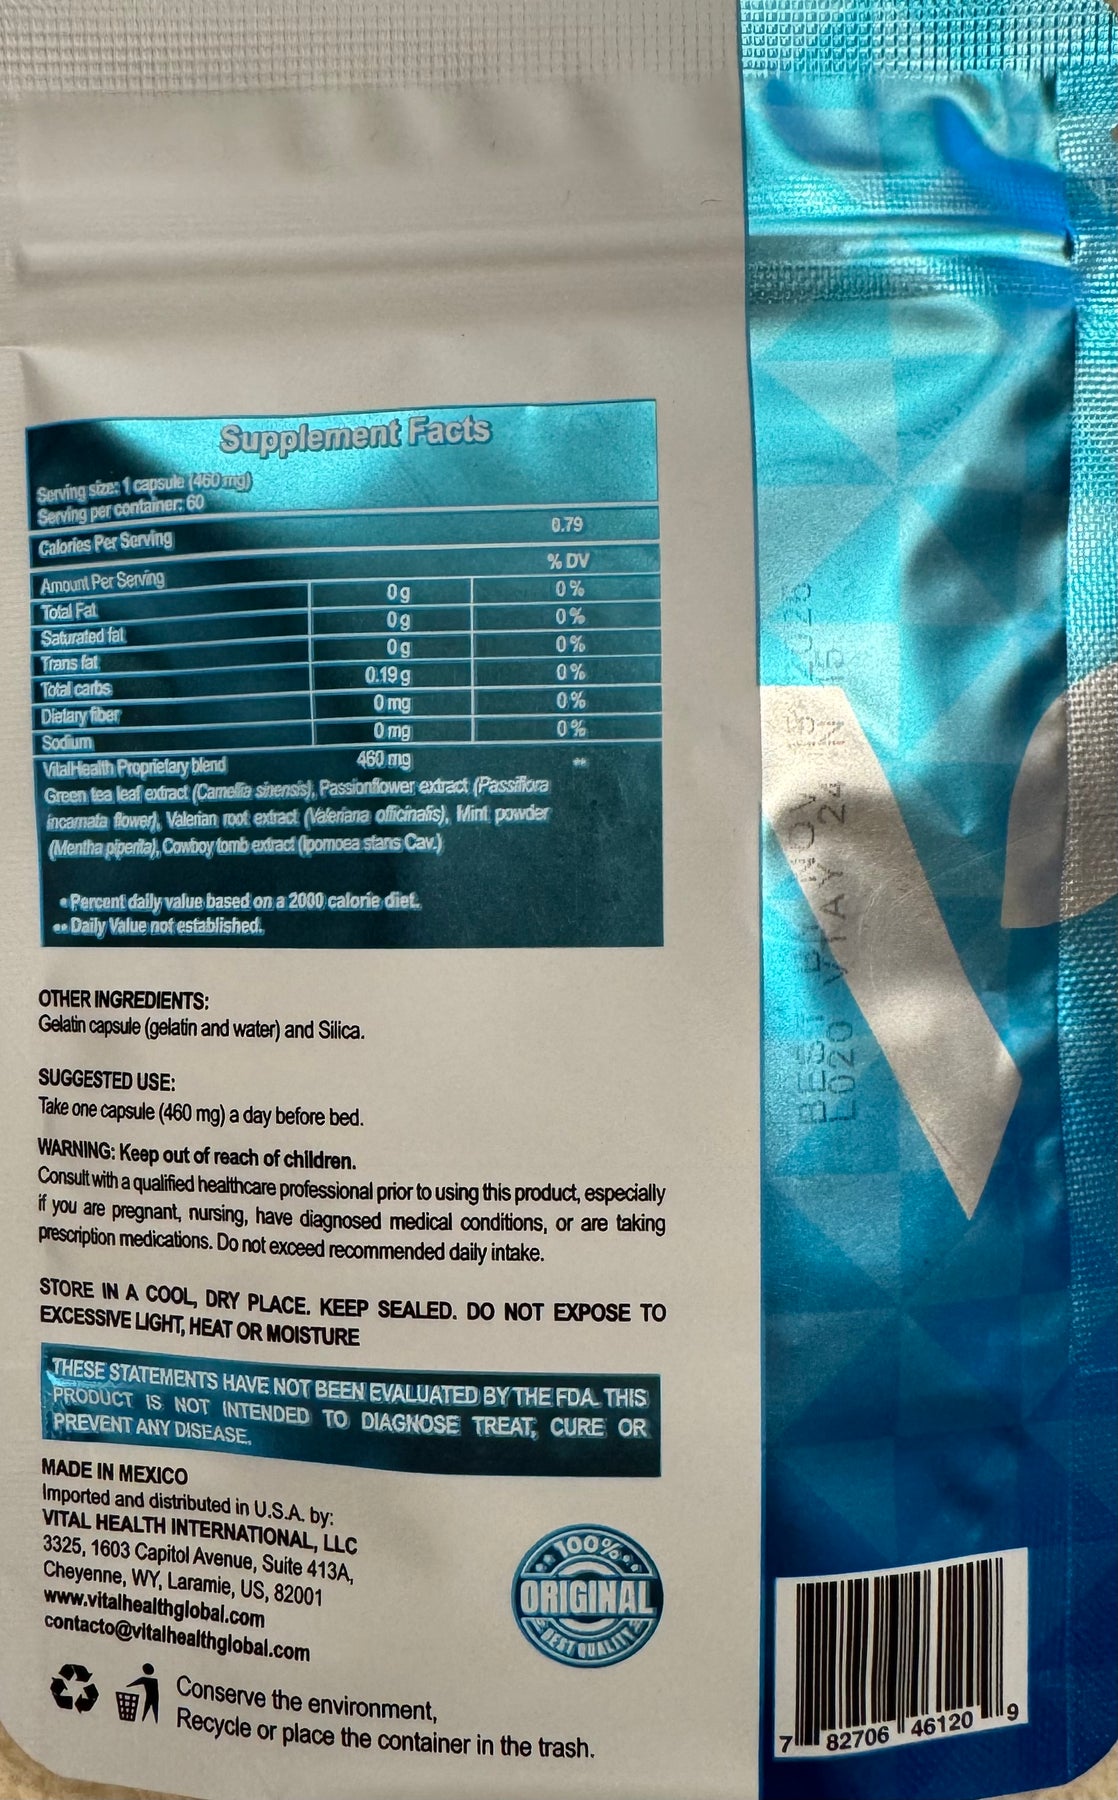 Supplement Facts
Serving size: 1 capsule (460 mg)
Serving per container: 60
Calories Per Serving 0.79
Amount Per Serving % DV
Total Fat 0 g 0 %
Saturated fat 0 g 0 %
Trans fat 0 g 0 %
Total carbs 0.19 g 0 %
Dietary fiber 0 mg 0 %
Sodium 0 mg 0 %
VitalHealth Proprietary blend 460 mg **
Green tea leaf extract (Camellia sinensis), Passionflower extract (Passiflora
incarnata flower), Valerian root extract (Valeriana officinalis), Mint powder
(Mentha piperita), Cowboy tomb extract (Ipomoea stans Cav.)
• Percent daily value based on a 2000 calorie diet.
•• Daily Value not established.
OTHER INGREDIENTS:
Gelatin capsule (gelatin and water) and Silica.
SUGGESTED USE:
Take one capsule (460 mg) a day before bed.
WARNING: Keep out of reach of children.
Consult with a qualified healthcare professional prior to using this product, especially
if you are pregnant, nursing, have diagnosed medical conditions, or are taking
prescription medications. Do not exceed recommended daily intake.
STORE IN A COOL, DRY PLACE. KEEP SEALED. DO NOT EXPOSE TO
EXCESSIVE LIGHT, HEAT OR MOISTURE
THESE STATEMENTS HAVE NOT BEEN EVALUATED BY THE FDA. THIS
PRODUCT IS NOT INTENDED TO DIAGNOSE TREAT, CURE OR
PREVENT ANY DISEASE.
MADE IN MEXICO
Imported and distributed in U.S.A. by:
VITAL HEALTH INTERNATIONAL, LLC
3325, 1603 Capitol Avenue, Suite 413A,
Cheyenne, WY, Laramie, US, 82001
www.vitalhealthglobal.com
contacto@vitalhealthglobal.com
100%
ORIGINAL
BEST QUALITY
Conserve the environment,
Recycle or place the container in the trash.
BEST NOV
L020
7 82706 46120 9